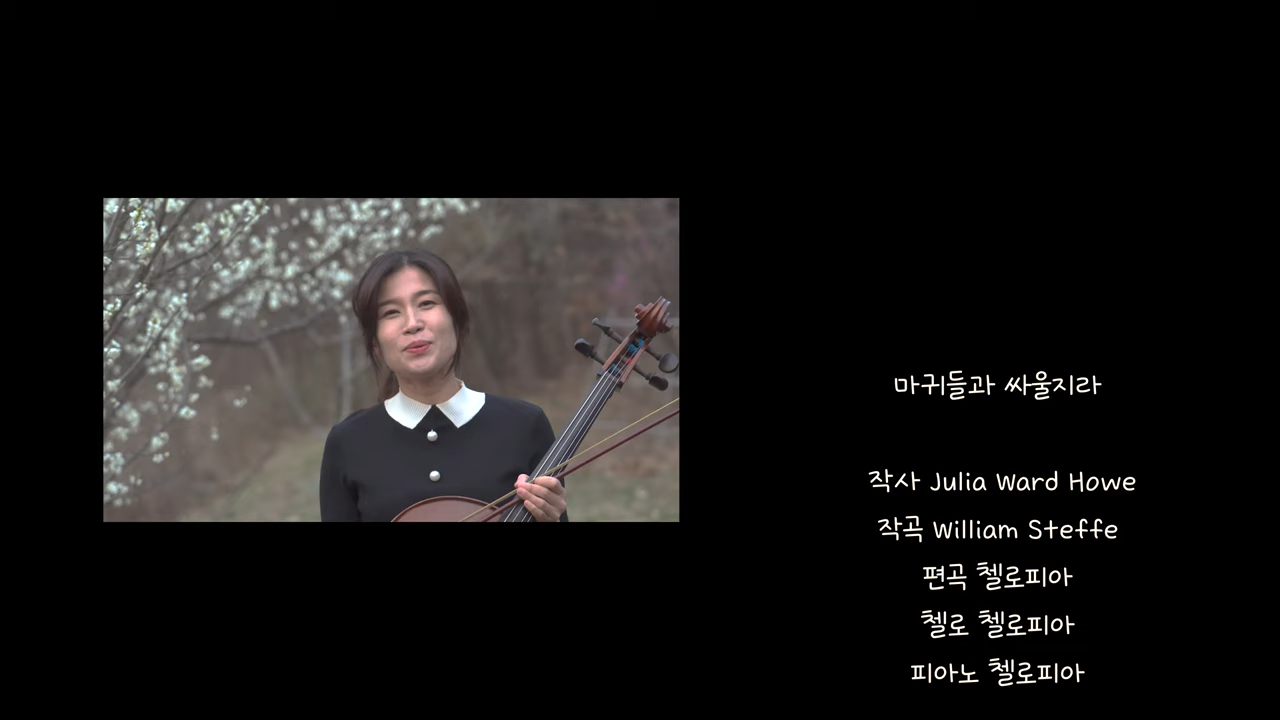 마귀들과 싸울지라
작사 Julia Ward Howe
작곡 William Steffe
편곡 첼로피아
첼로 첼로피아
피아노 첼로피아